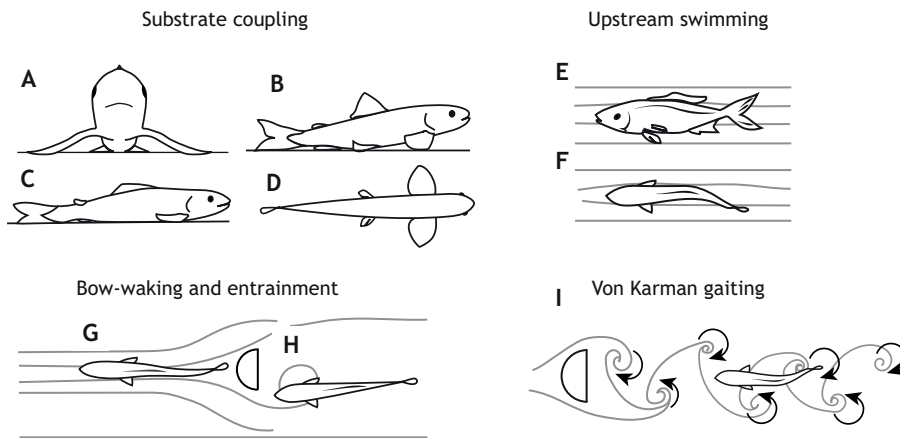 Substrate coupling
Upstream swimming
A
B
E
C
D
F
Bow-waking and entrainment
Von Karman gaiting
I
G
H